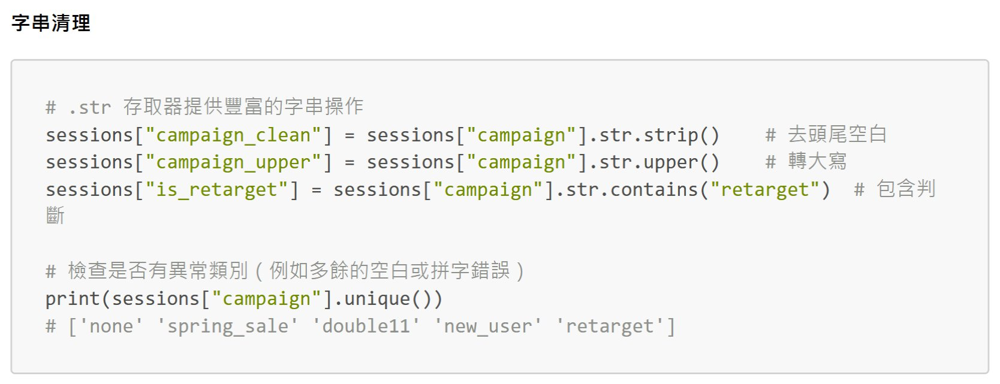 字串清理
# .str 存取器提供豐富的字串操作
sessions["campaign_clean"] = sessions["campaign"].str.strip()    # 去頭尾空白
sessions["campaign_upper"] = sessions["campaign"].str.upper()    # 轉大寫
sessions["is_retarget"] = sessions["campaign"].str.contains("retarget")  # 包含判
斷
# 檢查是否有異常類別（例如多餘的空白或拼字錯誤）
print(sessions["campaign"].unique())
# ['none' 'spring_sale' 'double11' 'new_user' 'retarget']